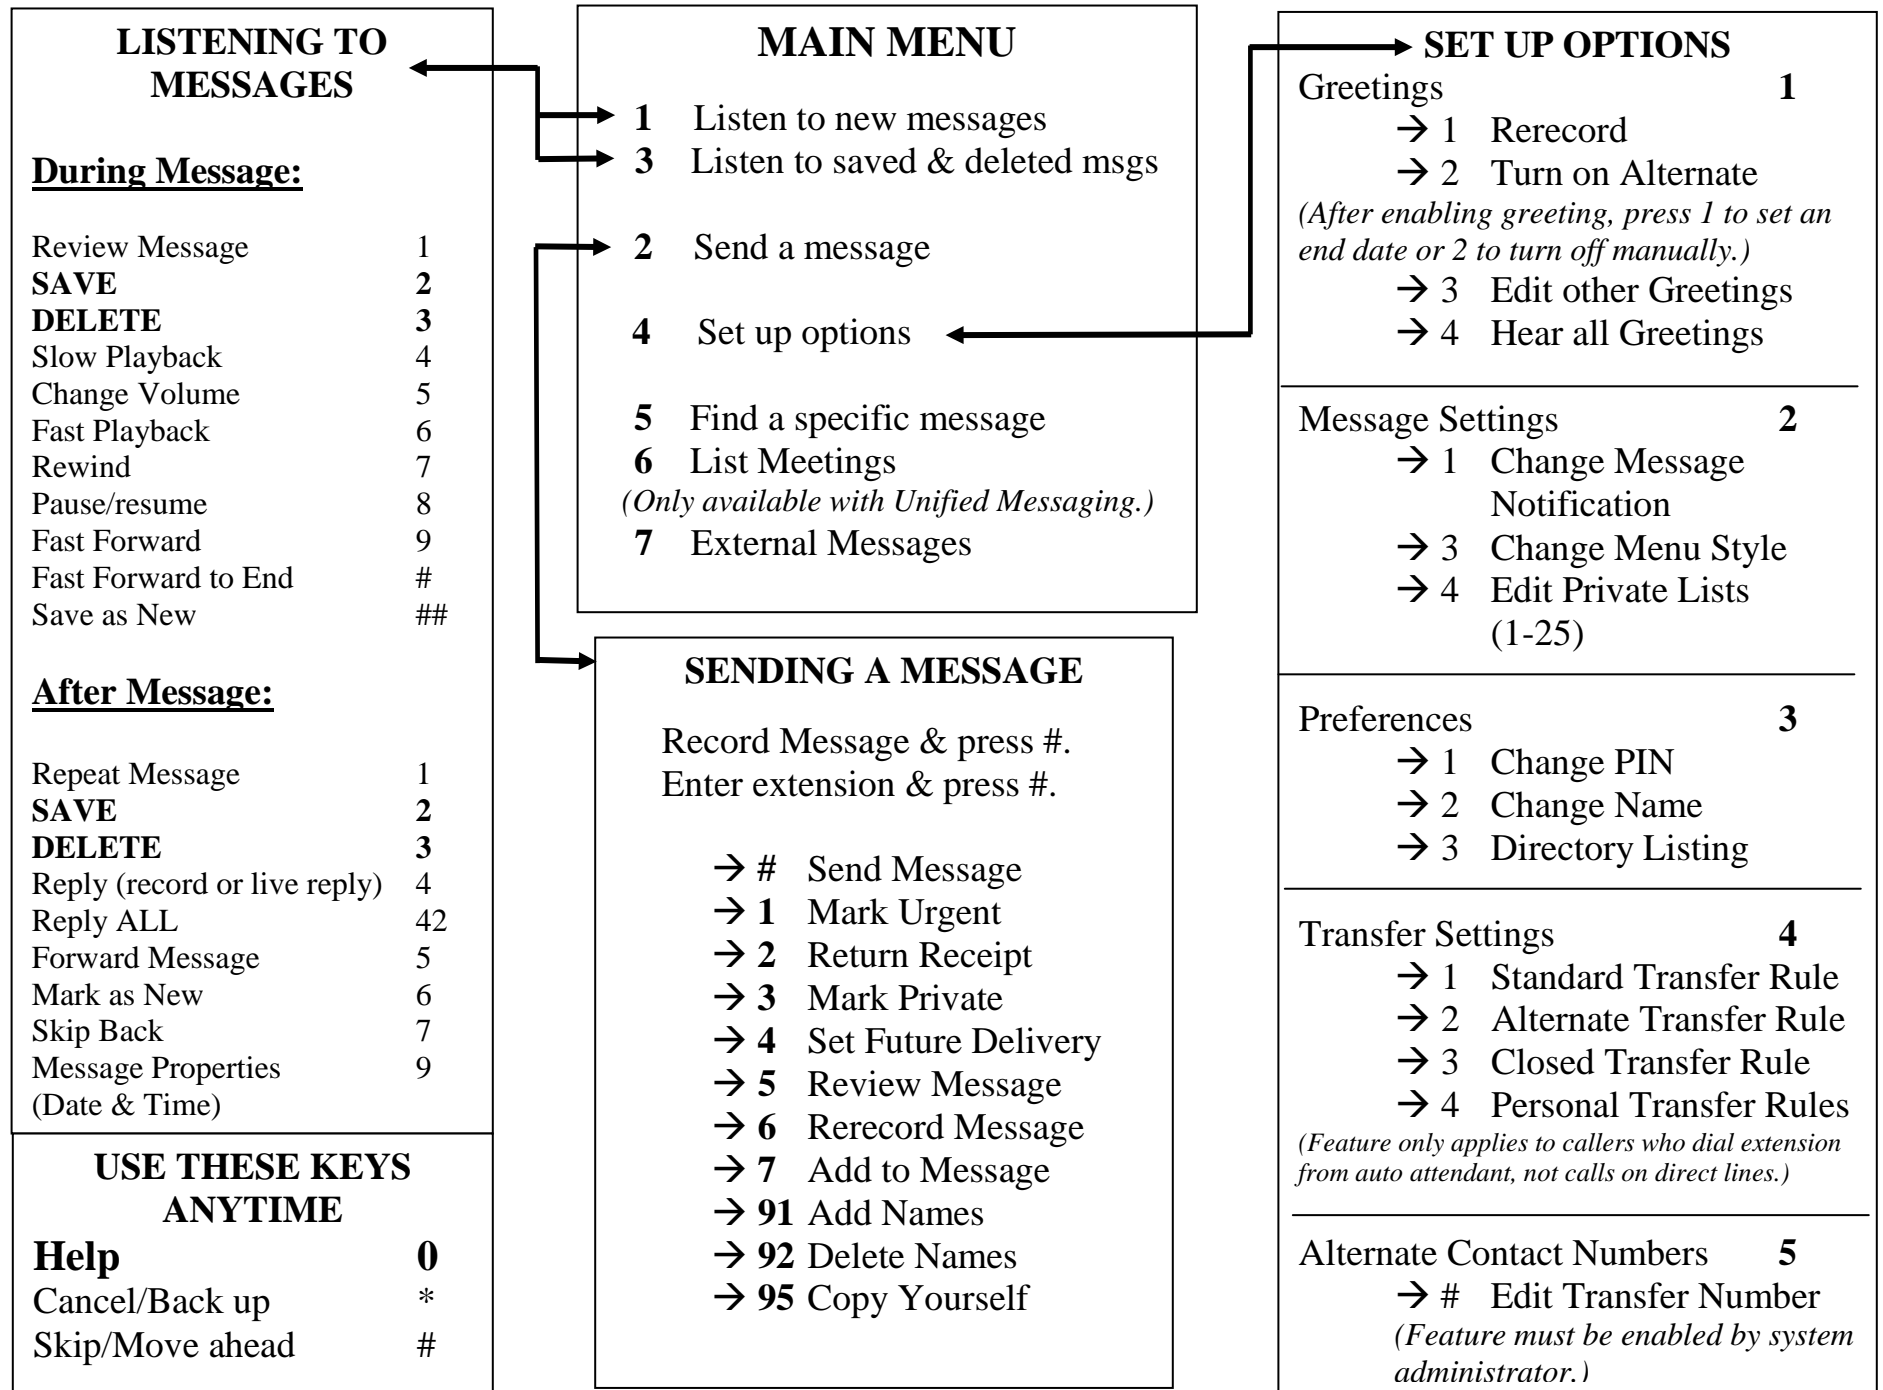 LISTENING TO
MESSAGES
During Message:
Review Message 1
SAVE 2
DELETE 3
Slow Playback 4
Change Volume 5
Fast Playback 6
Rewind 7
Pause/resume 8
Fast Forward 9
Fast Forward to End #
Save as New ##
After Message:
Repeat Message 1
SAVE 2
DELETE 3
Reply (record or live reply) 4
Reply ALL 42
Forward Message 5
Mark as New 6
Skip Back 7
Message Properties 9
(Date & Time)
USE THESE KEYS
ANYTIME
Help 0
Cancel/Back up *
Skip/Move ahead #
MAIN MENU
1 Listen to new messages
3 Listen to saved & deleted msgs
2 Send a message
4 Set up options
5 Find a specific message
6 List Meetings
(Only available with Unified Messaging.)
7 External Messages
SENDING A MESSAGE
Record Message & press #.
Enter extension & press #.
→ # Send Message
→ 1 Mark Urgent
→ 2 Return Receipt
→ 3 Mark Private
→ 4 Set Future Delivery
→ 5 Review Message
→ 6 Rerecord Message
→ 7 Add to Message
→ 91 Add Names
→ 92 Delete Names
→ 95 Copy Yourself
SET UP OPTIONS
Greetings 1
→ 1 Rerecord
→ 2 Turn on Alternate
(After enabling greeting, press 1 to set an
end date or 2 to turn off manually.)
→ 3 Edit other Greetings
→ 4 Hear all Greetings
Message Settings 2
→ 1 Change Message
Notification
→ 3 Change Menu Style
→ 4 Edit Private Lists
(1-25)
Preferences 3
→ 1 Change PIN
→ 2 Change Name
→ 3 Directory Listing
Transfer Settings 4
→ 1 Standard Transfer Rule
→ 2 Alternate Transfer Rule
→ 3 Closed Transfer Rule
→ 4 Personal Transfer Rules
(Feature only applies to callers who dial extension
from auto attendant, not calls on direct lines.)
Alternate Contact Numbers 5
→ # Edit Transfer Number
(Feature must be enabled by system
administrator.)